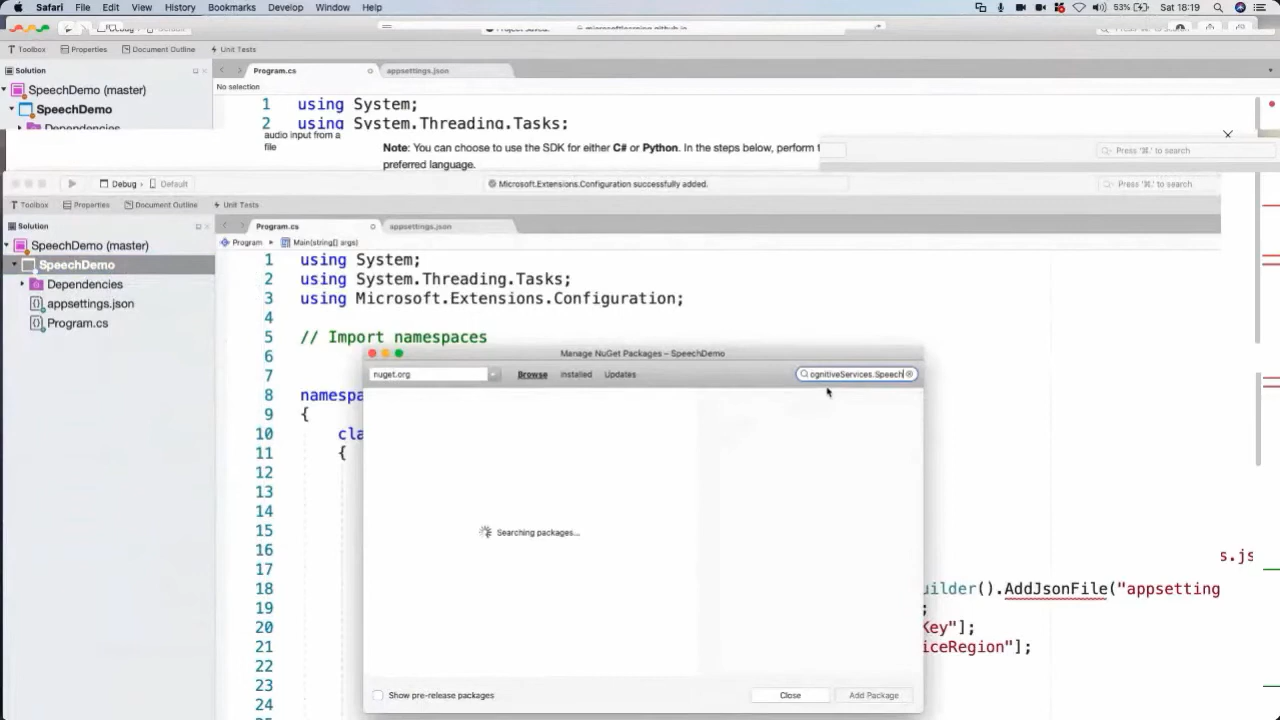 Safari File Edit View History Bookmarks Develop Window Help 53% Sat 18:19
Toolbox Properties Document Outline Unit Tests
Solution Program.cs appsettings.json
No selection
SpeechDemo (master)
SpeechDemo
Dependencies
1 using System;
2 using System.Threading.Tasks;
audio input from a
file
Note: You can choose to use the SDK for either C# or Python. In the steps below, perform t
preferred language.
Press '⌘.' to search
Debug › Default Microsoft.Extensions.Configuration successfully added. Press '⌘.' to search
Toolbox Properties Document Outline Unit Tests
Solution Program.cs appsettings.json
Program Main(string[] args)
SpeechDemo (master)
SpeechDemo
Dependencies
appsettings.json
Program.cs
1 using System;
2 using System.Threading.Tasks;
3 using Microsoft.Extensions.Configuration;
4
5 // Import namespaces
6
7
8 namespa
9 {
10 cla
11 {
12
13
14
15
16
17
18 uilder().AddJsonFile("appsetting
19 ;
20 Key"];
21 iceRegion"];
22
23
24
s.js
Manage NuGet Packages – SpeechDemo
nuget.org Browse Installed Updates ognitiveServices.Speech
Searching packages...
Show pre-release packages Close Add Package